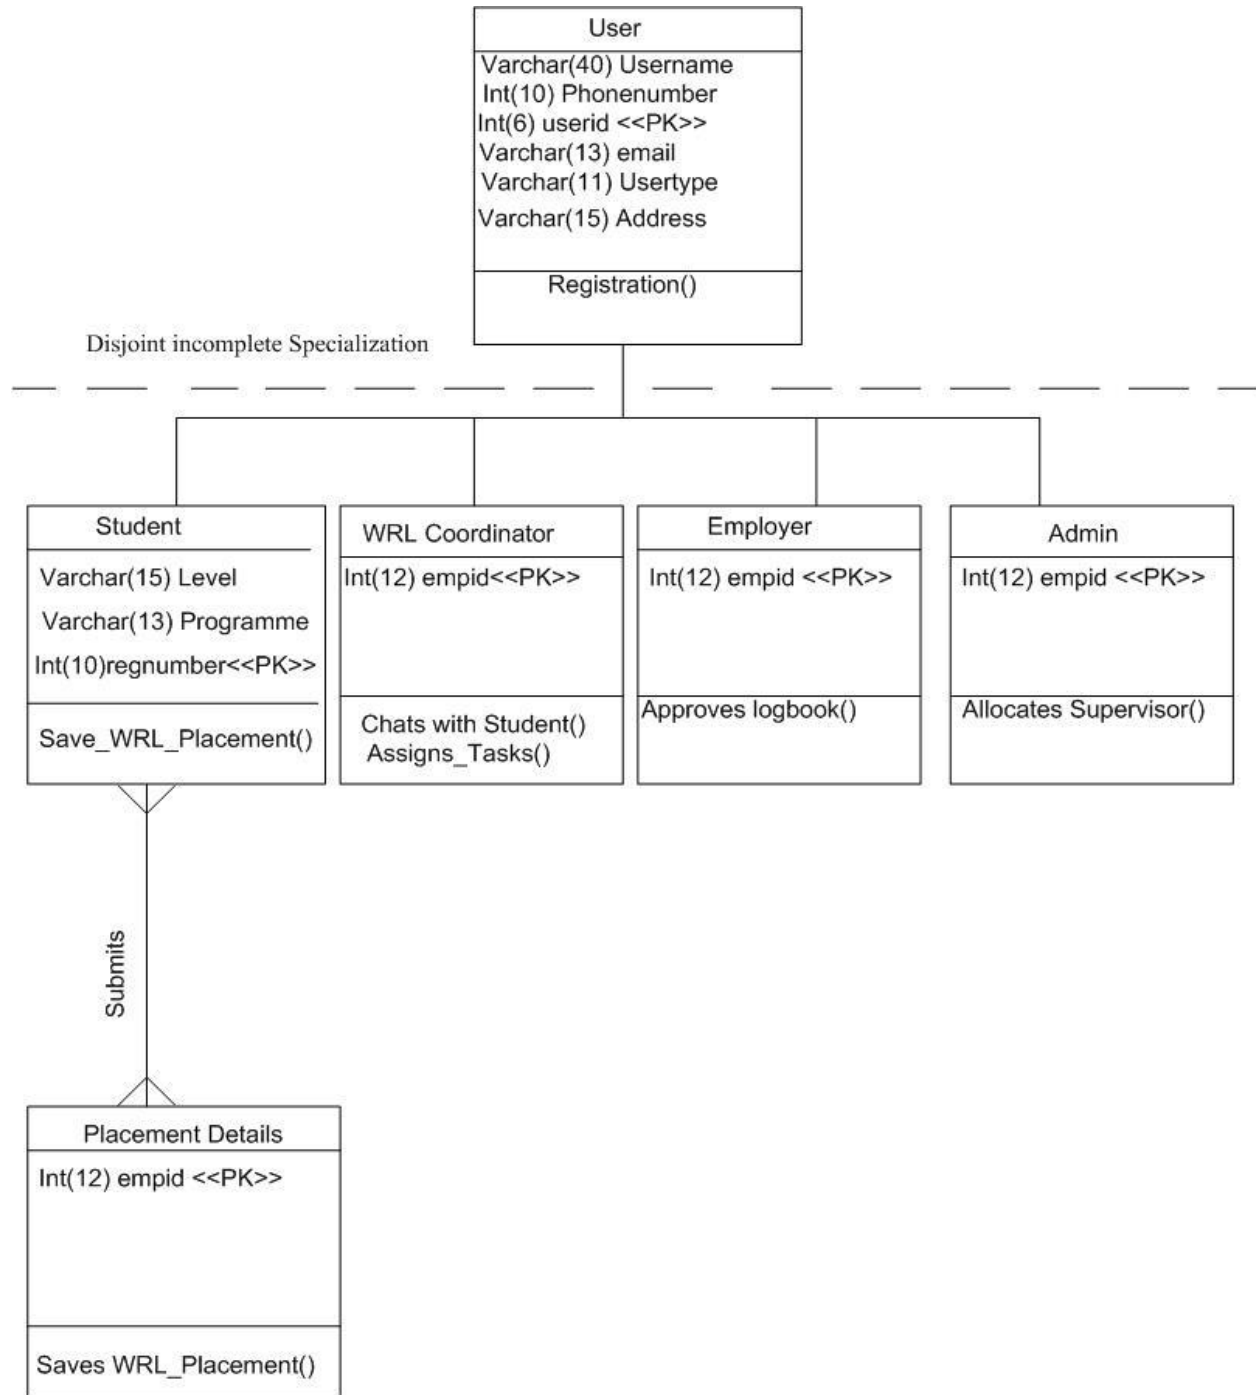 User
Varchar(40) Username
Int(10) Phonenumber
Int(6) userid <<PK>>
Varchar(13) email
Varchar(11) Usertype
Varchar(15) Address
Registration()
Disjoint incomplete Specialization
Student
Varchar(15) Level
Varchar(13) Programme
Int(10)regnumber<<PK>>
Save_WRL_Placement()
WRL Coordinator
Int(12) empid<<PK>>
Chats with Student()
Assigns_Tasks()
Employer
Int(12) empid <<PK>>
Approves logbook()
Admin
Int(12) empid <<PK>>
Allocates Supervisor()
Submits
Placement Details
Int(12) empid <<PK>>
Saves WRL_Placement()